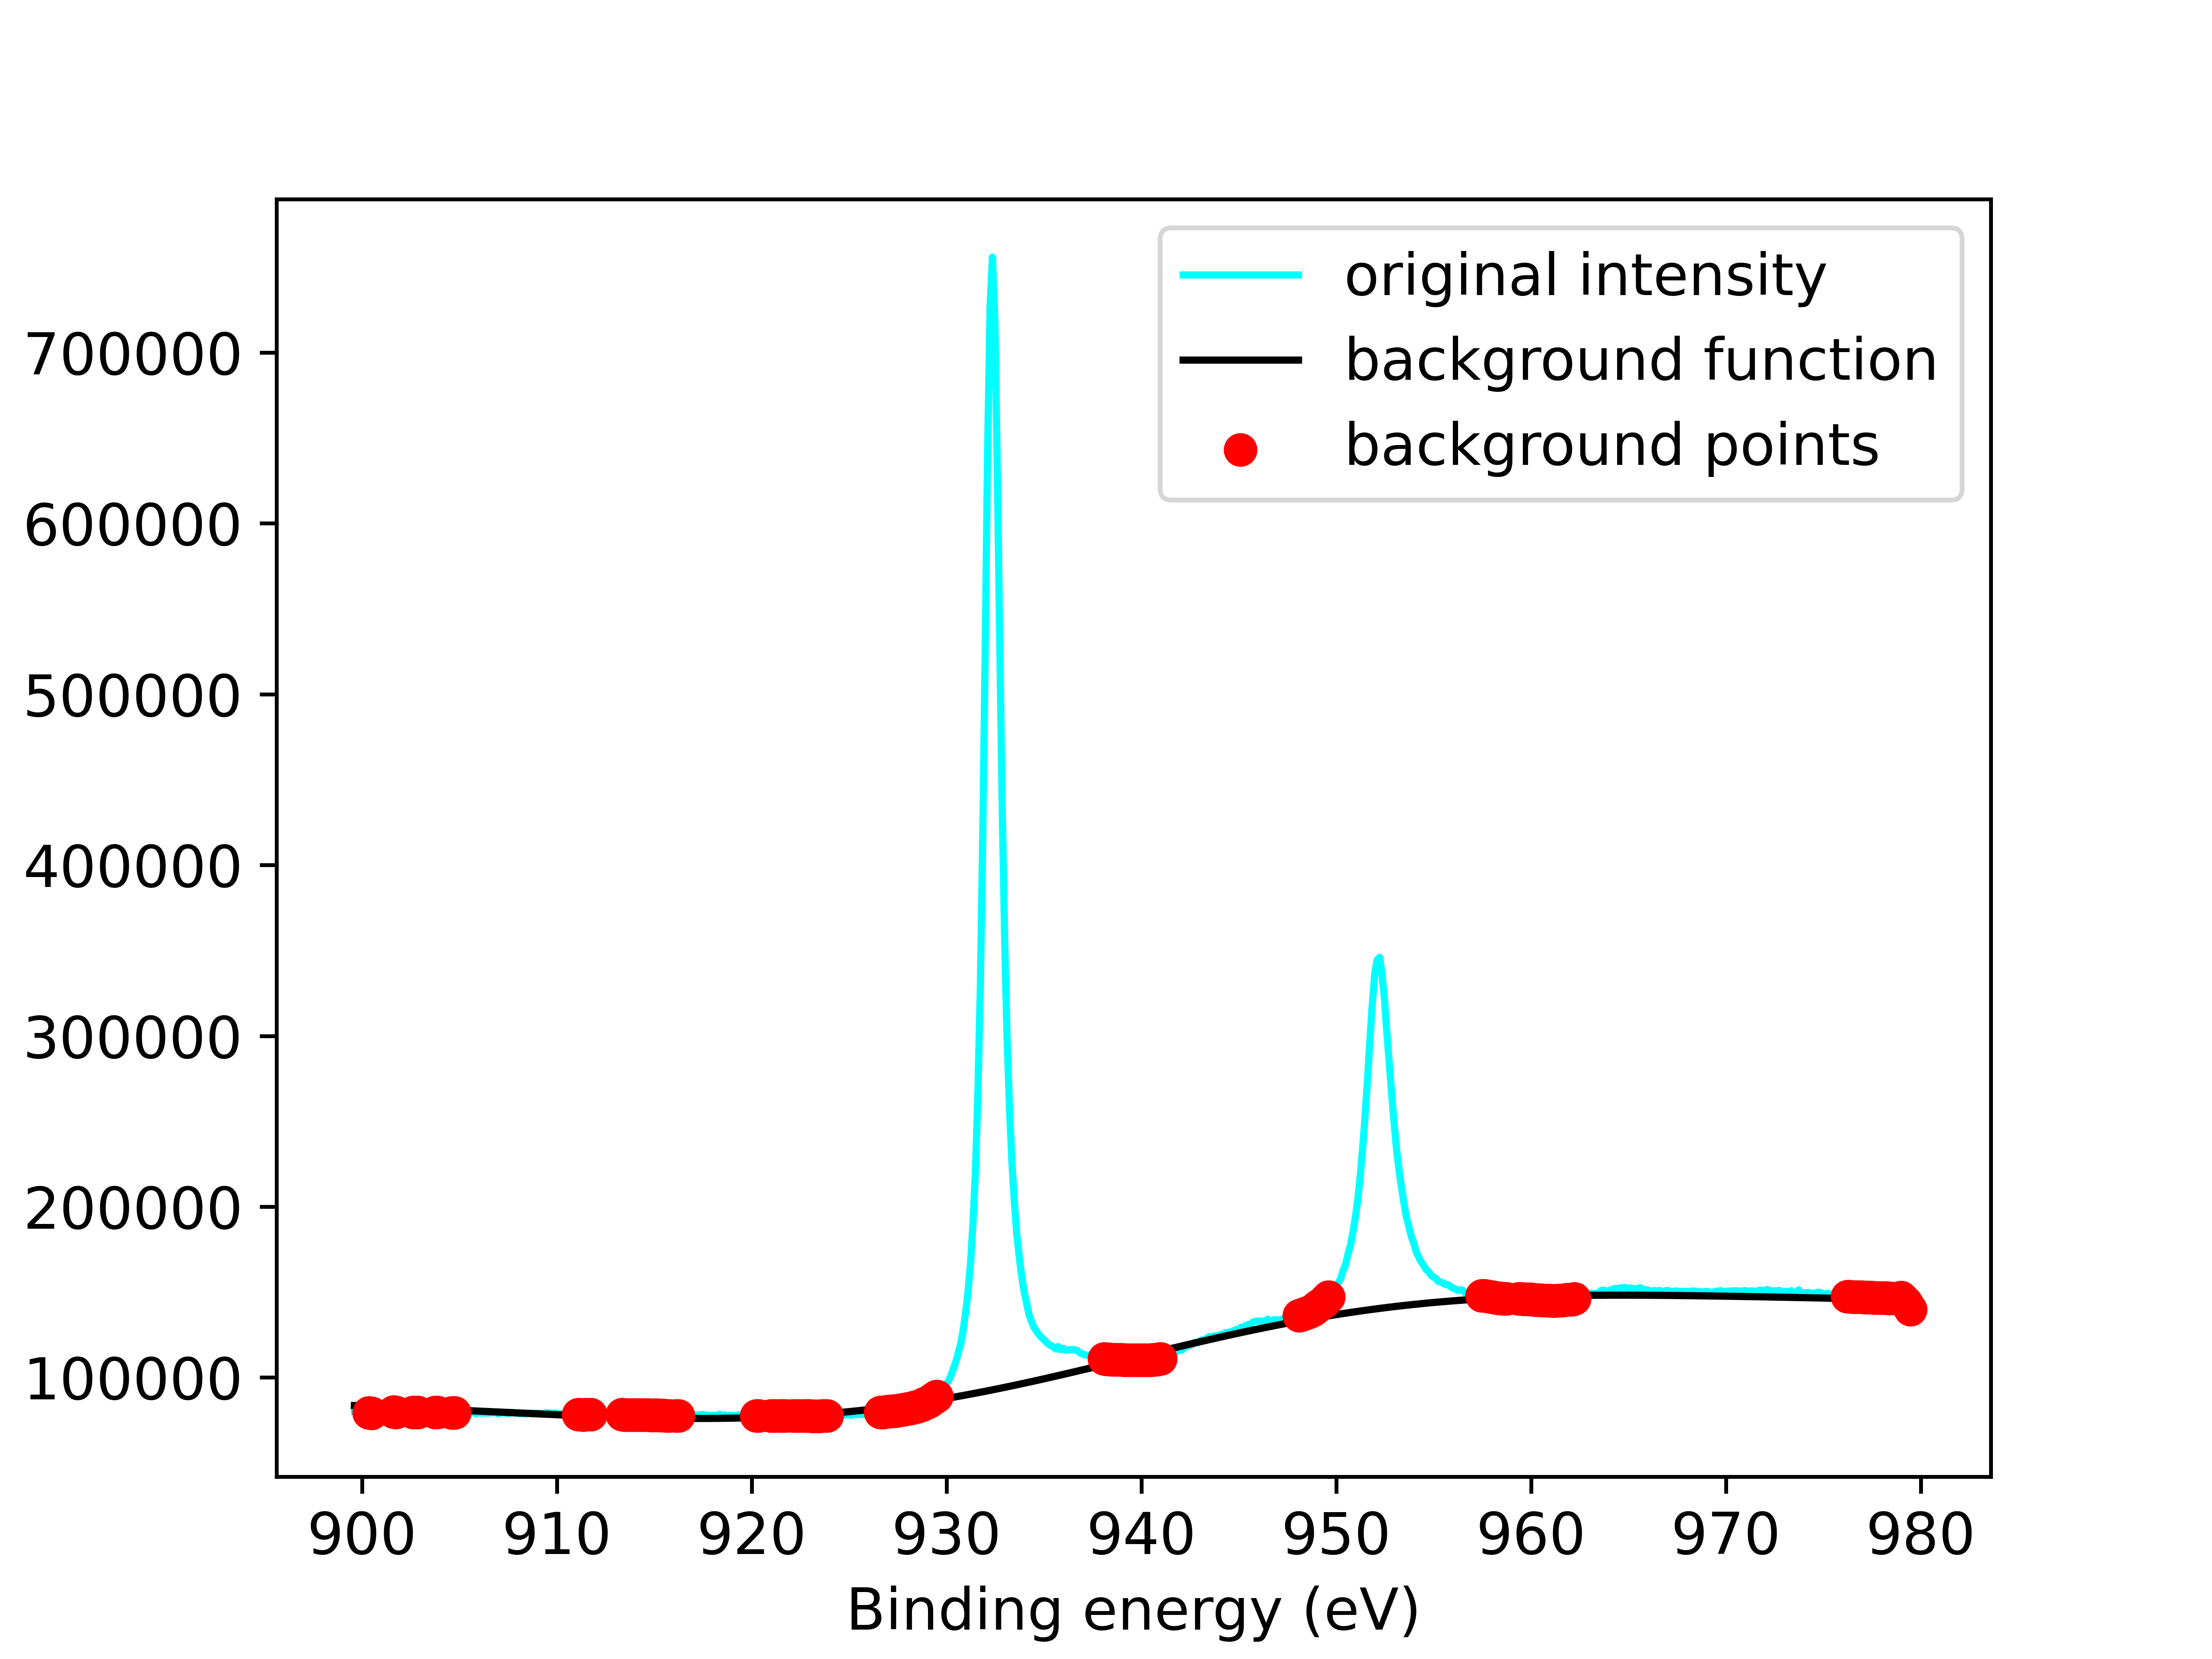 original intensity
background function
background points
700000
600000
500000
400000
300000
200000
100000
900 910 920 930 940 950 960 970 980
Binding energy (eV)